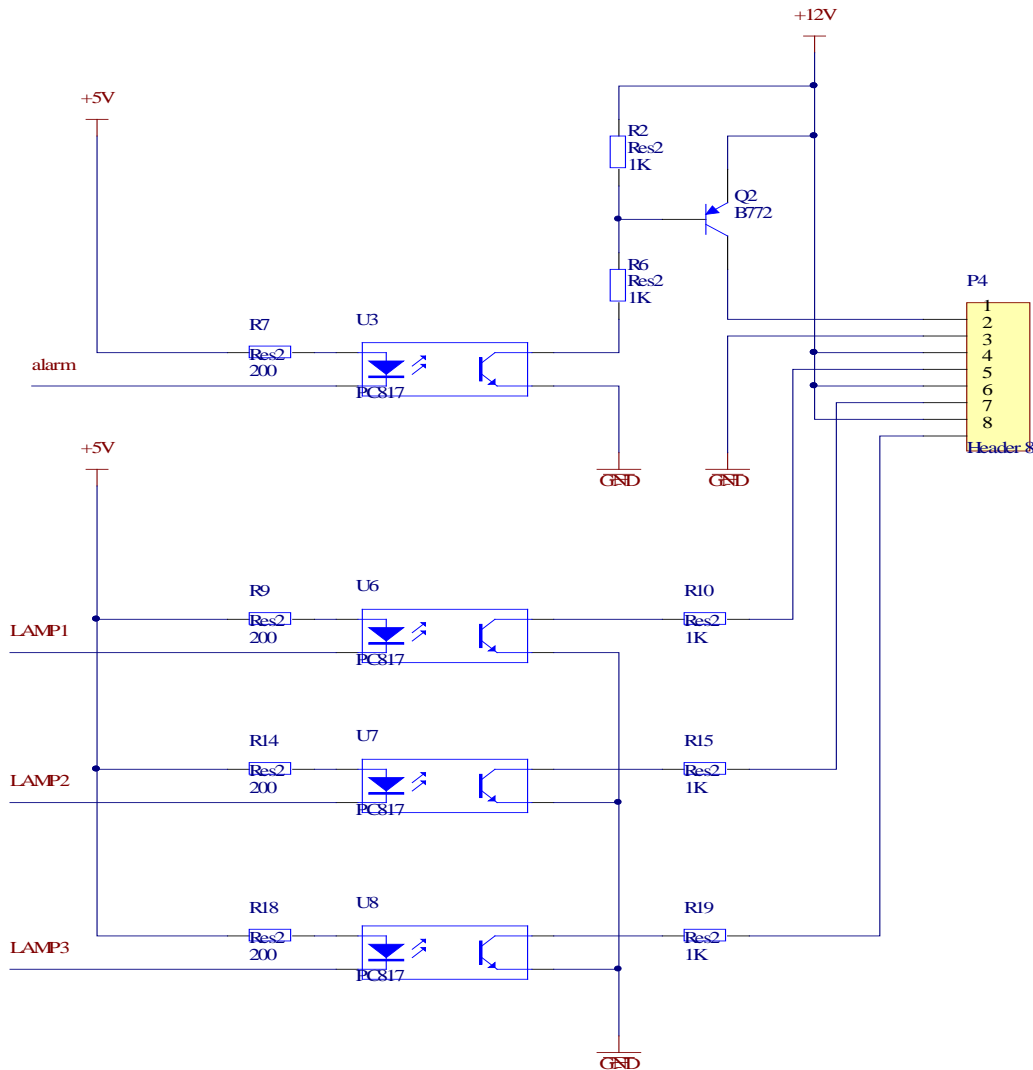 +12V
+5V
R2
Res2
1K
Q2
B772
R6
Res2
1K
P4
1
2
3
4
5
6
7
8
Header 8
R7
Res2
200
U3
PC817
alarm
GND
GND
+5V
R9
Res2
200
U6
PC817
R10
Res2
1K
LAMP1
R14
Res2
200
U7
PC817
R15
Res2
1K
LAMP2
R18
Res2
200
U8
PC817
R19
Res2
1K
LAMP3
GND